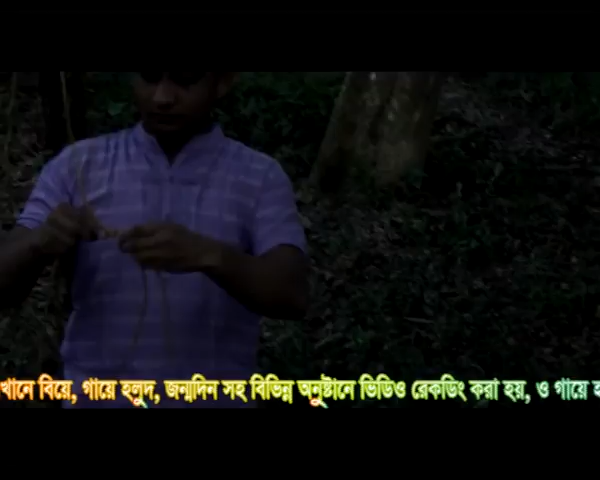 খানে বিয়ে, গায়ে হলুদ, জন্মদিন সহ বিভিন্ন অনুষ্টানে ভিডিও রেকডিং করা হয়, ও গায়ে